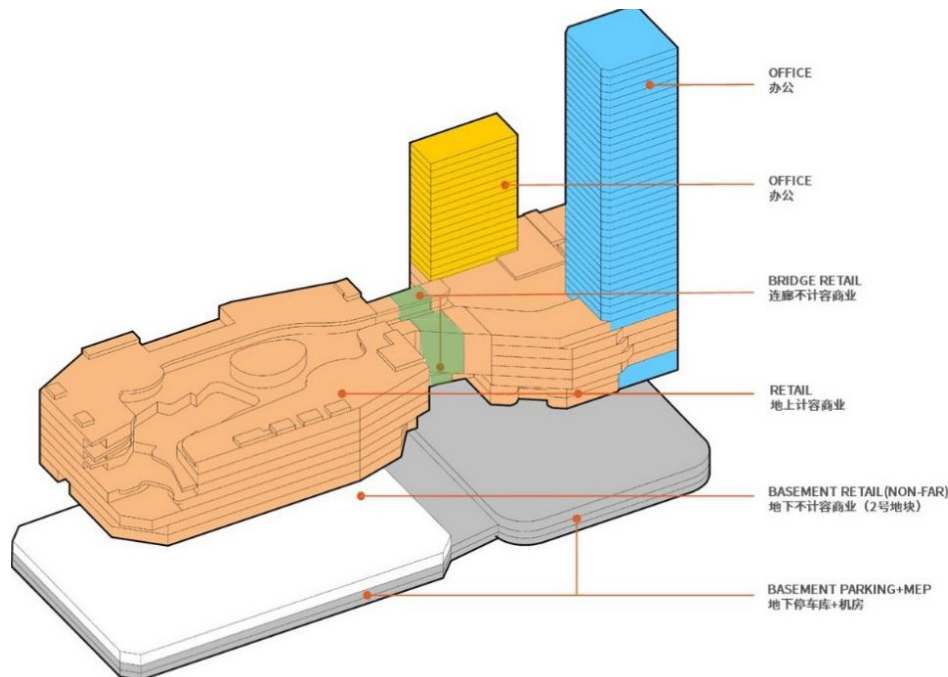 OFFICE
办公
OFFICE
办公
BRIDGE RETAIL
连廊不计容商业
RETAIL
地上计容商业
BASEMENT RETAIL(NON-FAR)
地下不计容商业（2号地块）
BASEMENT PARKING+MEP
地下停车库+机房